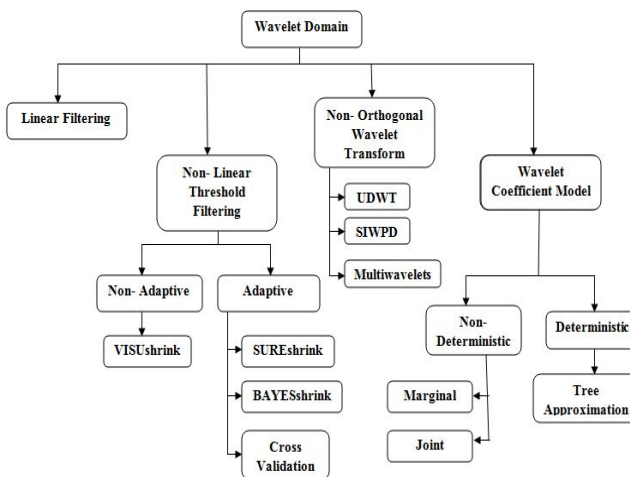 Wavelet Domain
Linear Filtering
Non- Linear
Threshold
Filtering
Non- Orthogonal
Wavelet
Transform
Wavelet
Coefficient Model
UDWT
SIWPD
Multiwavelets
Non- Adaptive
Adaptive
VISUshrink
SUREshrink
BAYESshrink
Cross
Validation
Non-
Deterministic
Deterministic
Marginal
Joint
Tree
Approximation